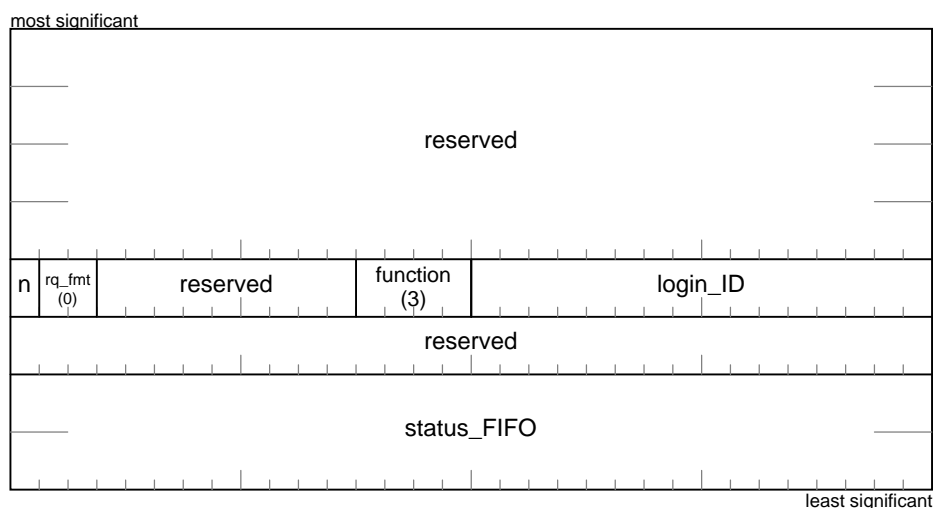 most significant
reserved
n rq_fmt (0) reserved function (3) login_ID
reserved
status_FIFO
least significant